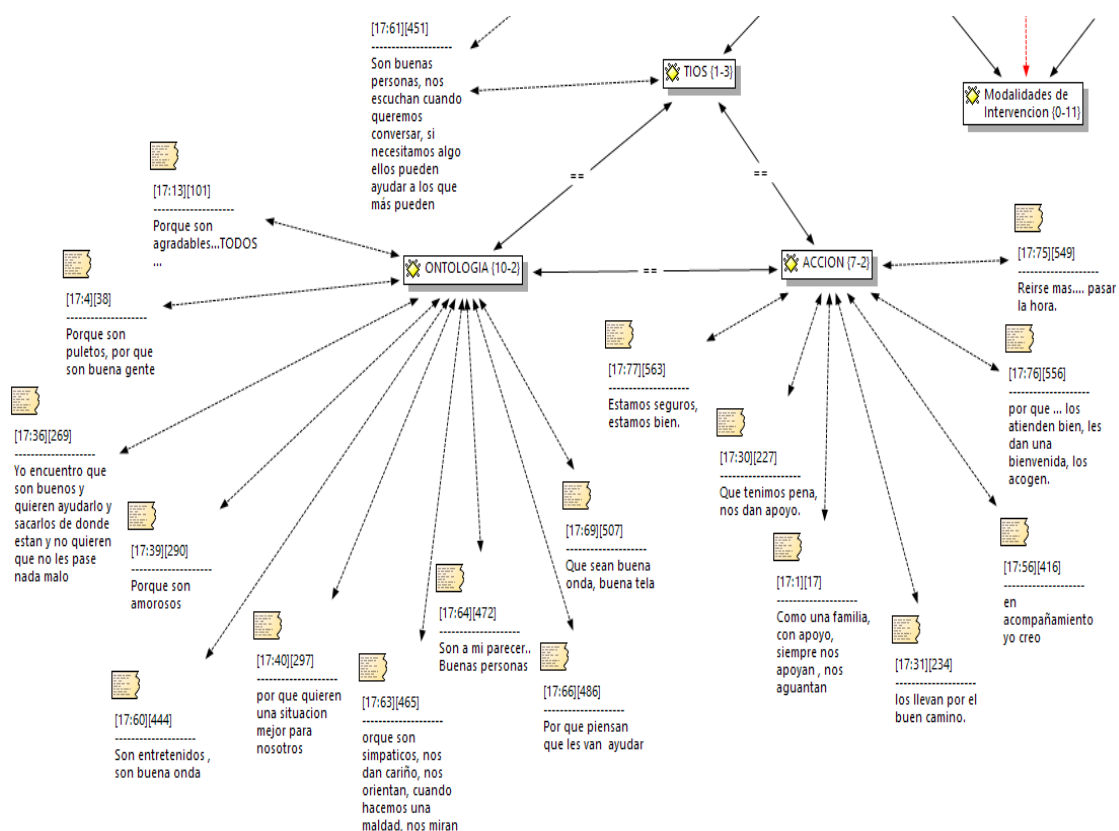 [17:61][451]
--------------------
Son buenas
personas, nos
escuchan cuando
queremos
conversar, si
necesitamos algo
ellos pueden
ayudar a los que
más pueden
TIOS {1-3}
Modalidades de
Intervencion {0-11}
==
==
[17:13][101]
--------------------
Porque son
agradables...TODOS
...
ONTOLOGIA {10-2}
==
ACCION {7-2}
[17:75][549]
--------------------
Reirse mas.... pasar
la hora.
[17:4][38]
--------------------
Porque son
puletos, por que
son buena gente
[17:77][563]
--------------------
Estamos seguros,
estamos bien.
[17:76][556]
--------------------
por que ... los
atienden bien, les
dan una
bienvenida, los
acogen.
[17:36][269]
--------------------
Yo encuentro que
son buenos y
quieren ayudarlo y
sacarlos de donde
estan y no quieren
que no les pase
nada malo
[17:30][227]
--------------------
Que tenimos pena,
nos dan apoyo.
[17:39][290]
--------------------
Porque son
amorosos
[17:69][507]
--------------------
Que sean buena
onda, buena tela
[17:1][17]
--------------------
Como una familia,
con apoyo,
siempre nos
apoyan , nos
aguantan
[17:56][416]
--------------------
en
acompañamiento
yo creo
[17:64][472]
--------------------
Son a mi parecer..
Buenas personas
[17:31][234]
--------------------
los llevan por el
buen camino.
[17:40][297]
--------------------
por que quieren
una situacion
mejor para
nosotros
[17:63][465]
--------------------
orque son
simpaticos, nos
dan cariño, nos
orientan, cuando
hacemos una
maldad, nos miran
[17:66][486]
--------------------
Por que piensan
que les van ayudar
[17:60][444]
--------------------
Son entretenidos ,
son buena onda